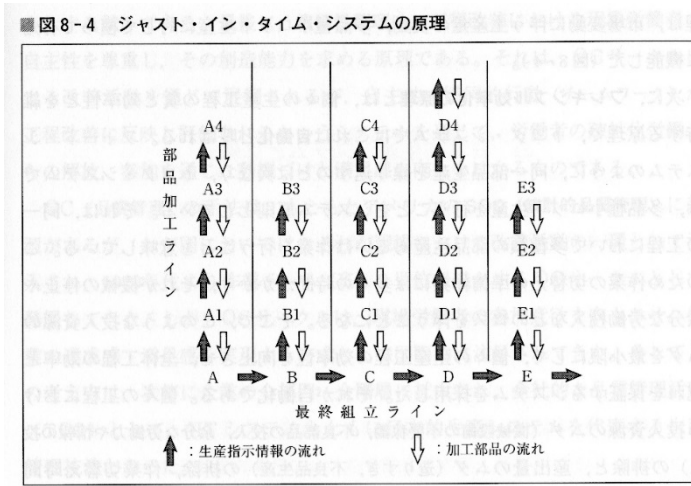 ■図8-4 ジャスト・イン・タイム・システムの原理
D4
A4 C4 D4
部品加工ライン
A3 B3 C3 D3 E3
A2 B2 C2 D2 E2
A1 B1 C1 D1 E1
A B C D E
最終組立ライン
:生産指示情報の流れ :加工部品の流れ